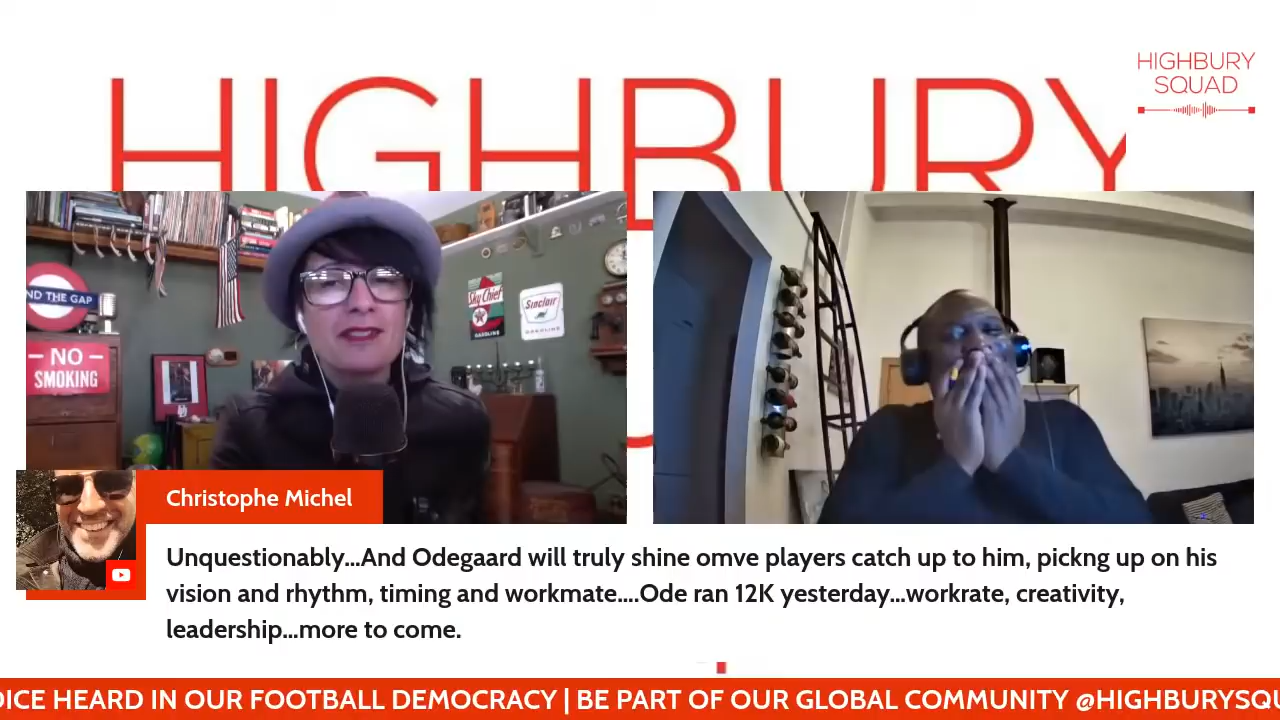 HIGHBURY
SQUAD
HIGHBURY
ND THE GAP
NO
SMOKING
Sky Chief
GASOLINE
Sinclair
GASOLINE
Christophe Michel
Unquestionably...And Odegaard will truly shine omve players catch up to him, pickng up on his
vision and rhythm, timing and workmate....Ode ran 12K yesterday...workrate, creativity,
leadership...more to come.
OICE HEARD IN OUR FOOTBALL DEMOCRACY | BE PART OF OUR GLOBAL COMMUNITY @HIGHBURYSQU